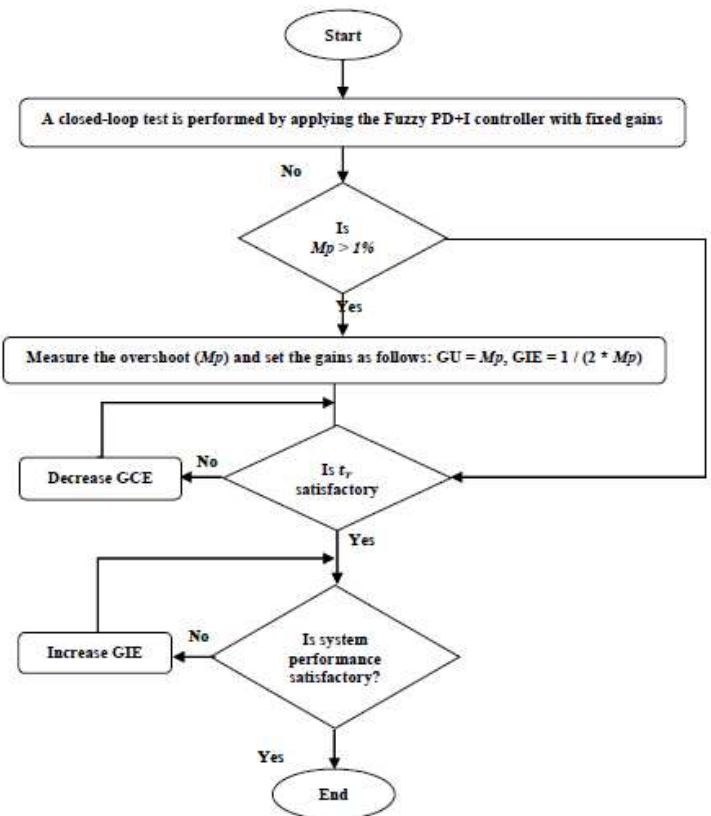 Start
A closed-loop test is performed by applying the Fuzzy PD+I controller with fixed gains
No
Is
Mp > 1%
Yes
Measure the overshoot (Mp) and set the gains as follows: GU = Mp, GIE = 1 / (2 * Mp)
No
Is tr
satisfactory
Decrease GCE
Yes
No
Is system
performance
satisfactory?
Increase GIE
Yes
End